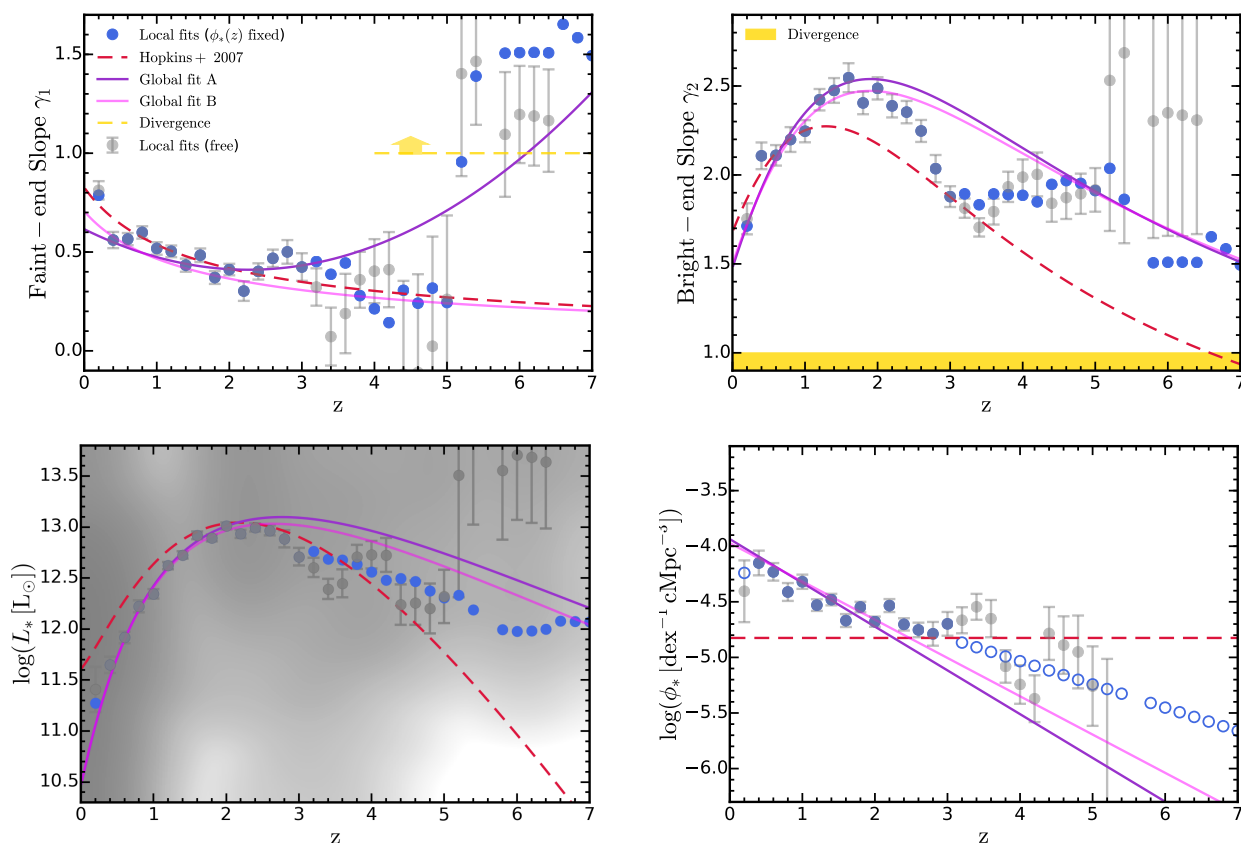 Faint − end Slope γ₁
1.5
1.0
0.5
0.0
Local fits (ϕ∗(z) fixed)
Hopkins + 2007
Global fit A
Global fit B
Divergence
Local fits (free)
0 1 2 3 4 5 6 7
z
Bright − end Slope γ₂
2.5
2.0
1.5
1.0
Divergence
0 1 2 3 4 5 6 7
z
log(L∗ [L⊙])
13.5
13.0
12.5
12.0
11.5
11.0
10.5
0 1 2 3 4 5 6 7
z
log(ϕ∗ [dex⁻¹ cMpc⁻³])
−3.5
−4.0
−4.5
−5.0
−5.5
−6.0
0 1 2 3 4 5 6 7
z